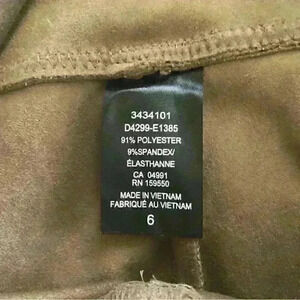 3434101
D4299-E1385
91% POLYESTER
9%SPANDEX/
ÉLASTHANNE
CA 04991
RN 159550
MADE IN VIETNAM
FABRIQUÉ AU VIETNAM
6